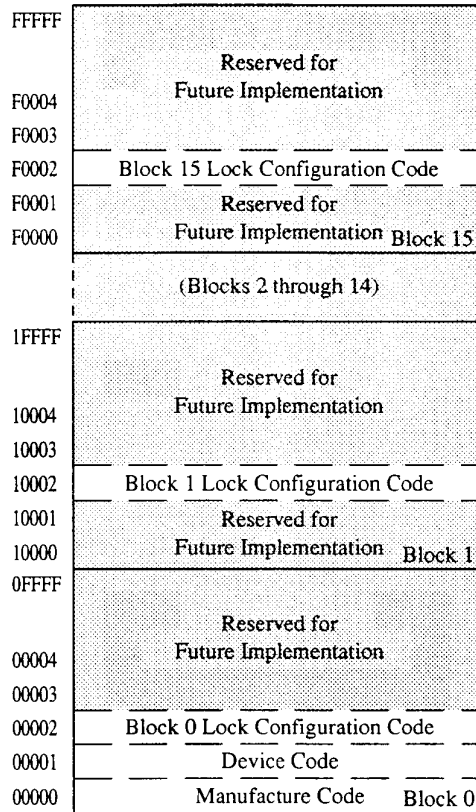 FFFFF
Reserved for
Future Implementation
F0004
F0003
F0002 Block 15 Lock Configuration Code
F0001 Reserved for
F0000 Future Implementation Block 15
(Blocks 2 through 14)
1FFFF
Reserved for
Future Implementation
10004
10003
10002 Block 1 Lock Configuration Code
10001 Reserved for
10000 Future Implementation Block 1
0FFFF
Reserved for
Future Implementation
00004
00003
00002 Block 0 Lock Configuration Code
00001 Device Code
00000 Manufacture Code Block 0